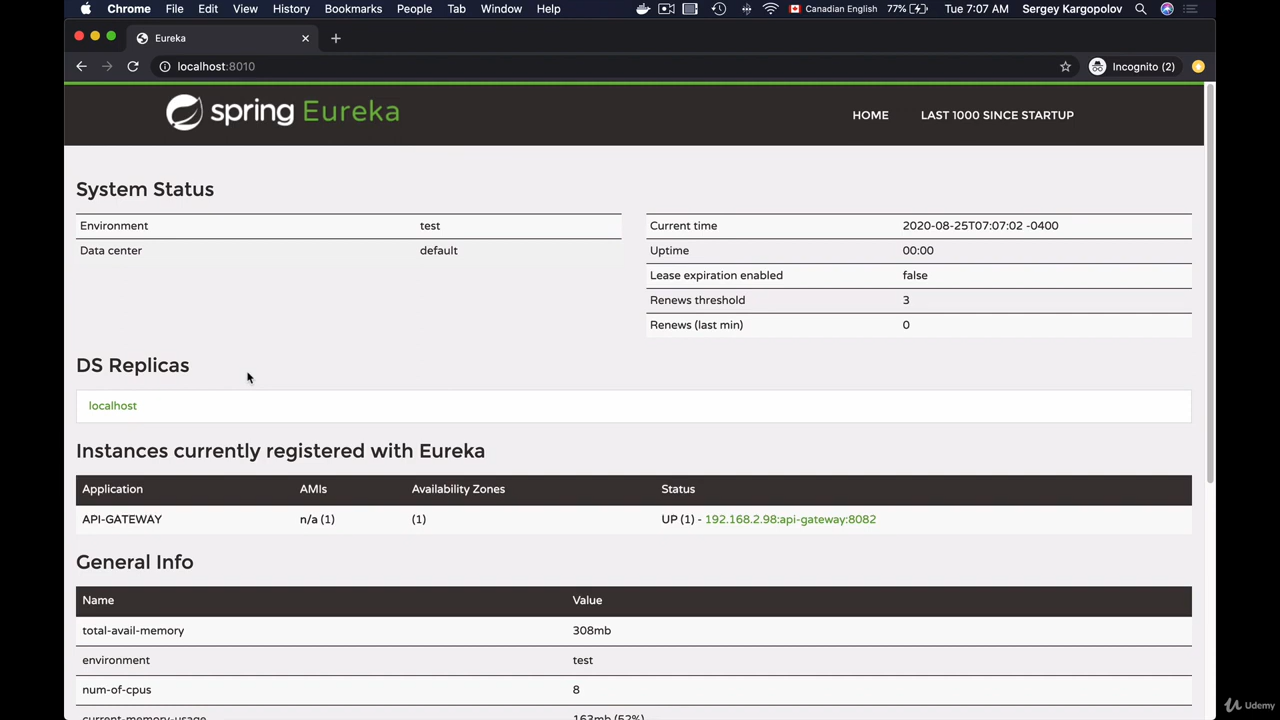 Chrome File Edit View History Bookmarks People Tab Window Help Canadian English 77% Tue 7:07 AM Sergey Kargopolov
Eureka
localhost:8010 Incognito (2)
spring Eureka HOME LAST 1000 SINCE STARTUP
System Status
Environment test Current time 2020-08-25T07:07:02 -0400
Data center default Uptime 00:00
Lease expiration enabled false
Renews threshold 3
Renews (last min) 0
DS Replicas
localhost
Instances currently registered with Eureka
Application AMIs Availability Zones Status
API-GATEWAY n/a (1) (1) UP (1) - 192.168.2.98:api-gateway:8082
General Info
Name Value
total-avail-memory 308mb
environment test
num-of-cpus 8
current-memory-usage 163mb (52%)
Udemy